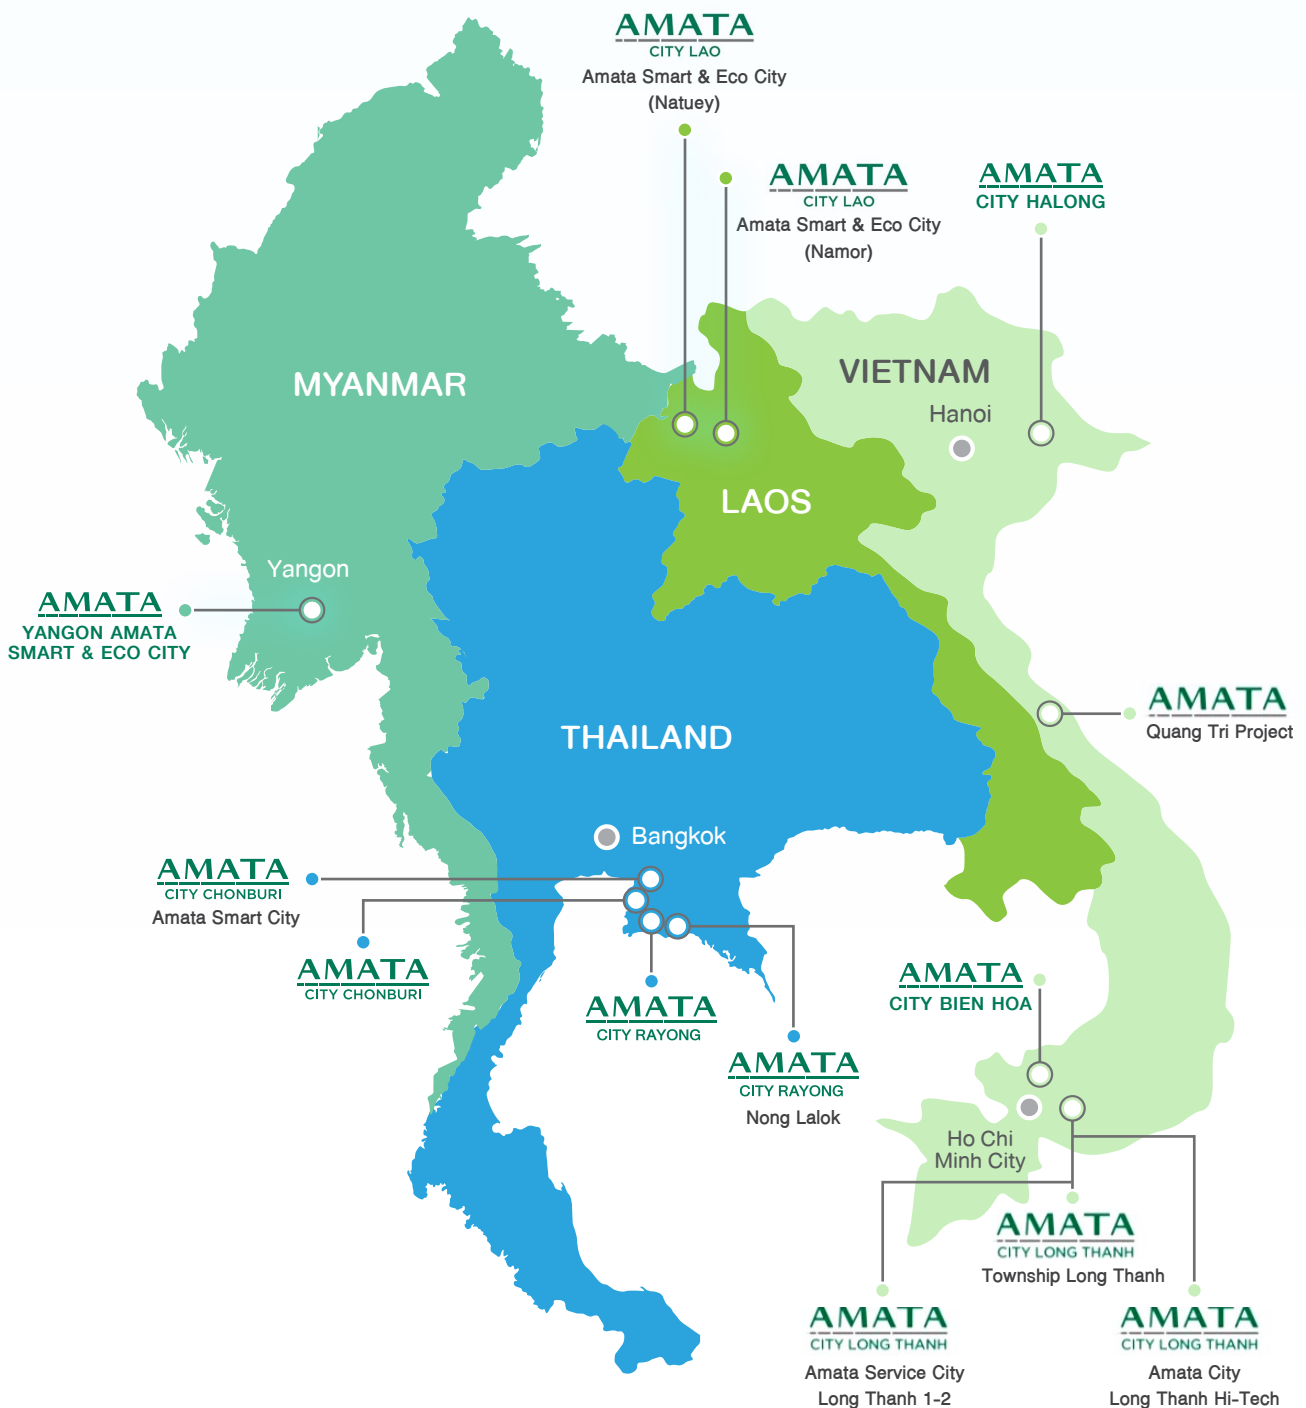 AMATA
CITY LAO
Amata Smart & Eco City
(Natuey)
AMATA
CITY LAO
Amata Smart & Eco City
(Namor)
AMATA
CITY HALONG
MYANMAR
VIETNAM
Hanoi
LAOS
Yangon
AMATA
YANGON AMATA
SMART & ECO CITY
THAILAND
AMATA
Quang Tri Project
Bangkok
AMATA
CITY CHONBURI
Amata Smart City
AMATA
CITY CHONBURI
AMATA
CITY RAYONG
AMATA
CITY RAYONG
Nong Lalok
AMATA
CITY BIEN HOA
Ho Chi
Minh City
AMATA
CITY LONG THANH
Township Long Thanh
AMATA
CITY LONG THANH
Amata Service City
Long Thanh 1-2
AMATA
CITY LONG THANH
Amata City
Long Thanh Hi-Tech